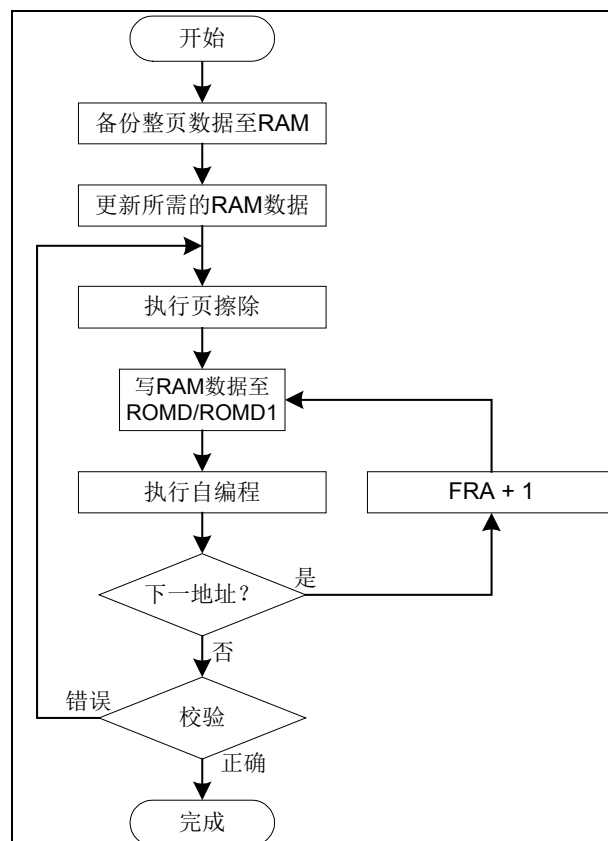 开始
备份整页数据至RAM
更新所需的RAM数据
执行页擦除
写RAM数据至
ROMD/ROMD1
执行自编程
FRA + 1
下一地址？
是
否
错误
校验
正确
完成